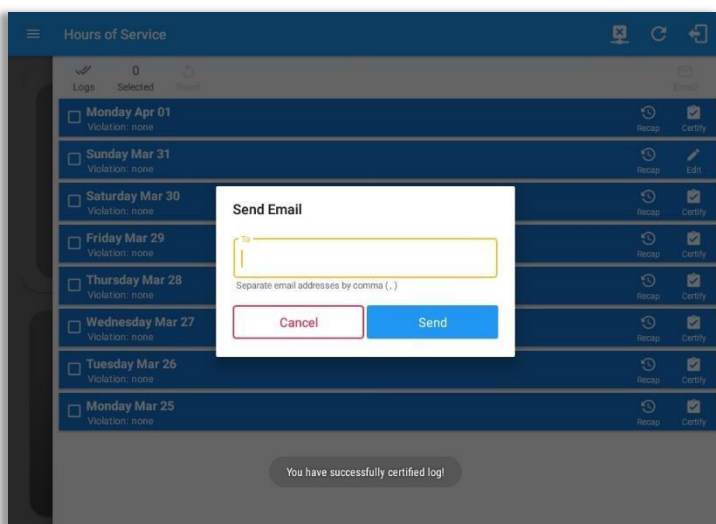 Hours of Service
0
Logs Selected Reset Email
Monday Apr 01
Violation: none
Recap Certify
Sunday Mar 31
Violation: none
Recap Edit
Saturday Mar 30
Violation: none
Recap Certify
Send Email
Friday Mar 29
Violation: none
Recap Certify
To
Thursday Mar 28
Violation: none
Recap Certify
Separate email addresses by comma ( , )
Wednesday Mar 27
Violation: none
Recap Certify
Cancel Send
Tuesday Mar 26
Violation: none
Recap Certify
Monday Mar 25
Violation: none
Recap Certify
You have successfully certified log!